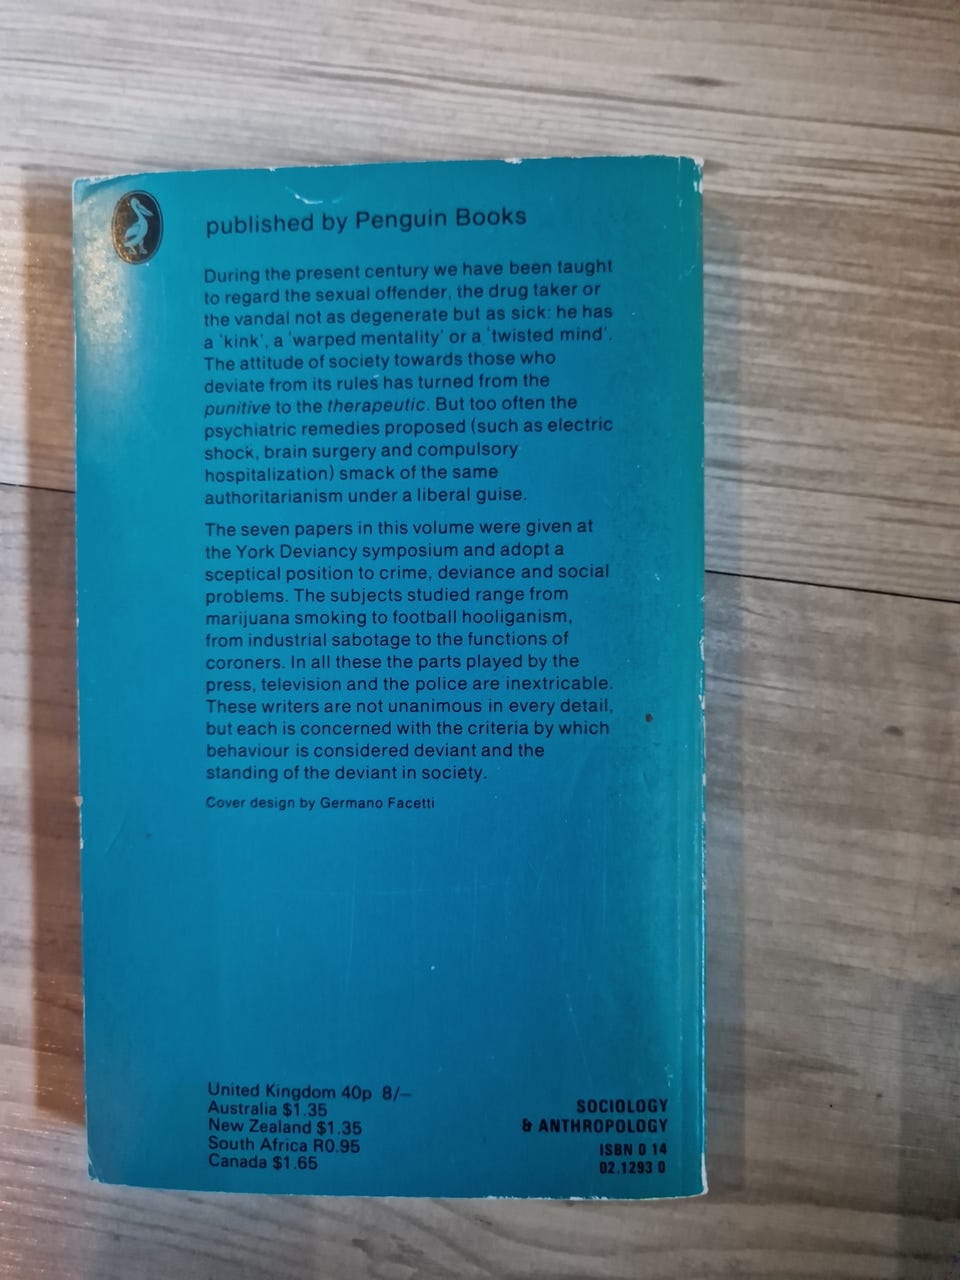 published by Penguin Books
During the present century we have been taught
to regard the sexual offender, the drug taker or
the vandal not as degenerate but as sick: he has
a 'kink', a 'warped mentality' or a 'twisted mind'.
The attitude of society towards those who
deviate from its rules has turned from the
punitive to the therapeutic. But too often the
psychiatric remedies proposed (such as electric
shock, brain surgery and compulsory
hospitalization) smack of the same
authoritarianism under a liberal guise.
The seven papers in this volume were given at
the York Deviancy symposium and adopt a
sceptical position to crime, deviance and social
problems. The subjects studied range from
marijuana smoking to football hooliganism,
from industrial sabotage to the functions of
coroners. In all these the parts played by the
press, television and the police are inextricable.
These writers are not unanimous in every detail,
but each is concerned with the criteria by which
behaviour is considered deviant and the
standing of the deviant in society.
Cover design by Germano Facetti
United Kingdom 40p 8/–
Australia $1.35
New Zealand $1.35
South Africa R0.95
Canada $1.65
SOCIOLOGY
& ANTHROPOLOGY
ISBN 0 14
02.1293 0